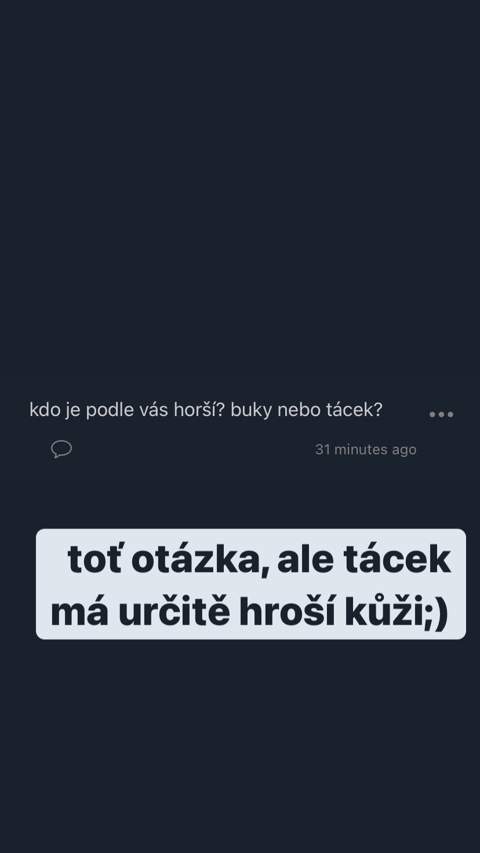 kdo je podle vás horší? buky nebo tácek?
31 minutes ago
toť otázka, ale tácek
má určitě hroší kůži;)